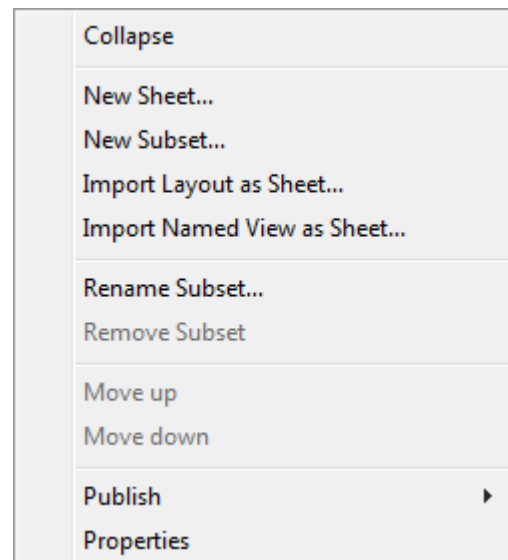 Collapse
New Sheet...
New Subset...
Import Layout as Sheet...
Import Named View as Sheet...
Rename Subset...
Remove Subset
Move up
Move down
Publish
Properties